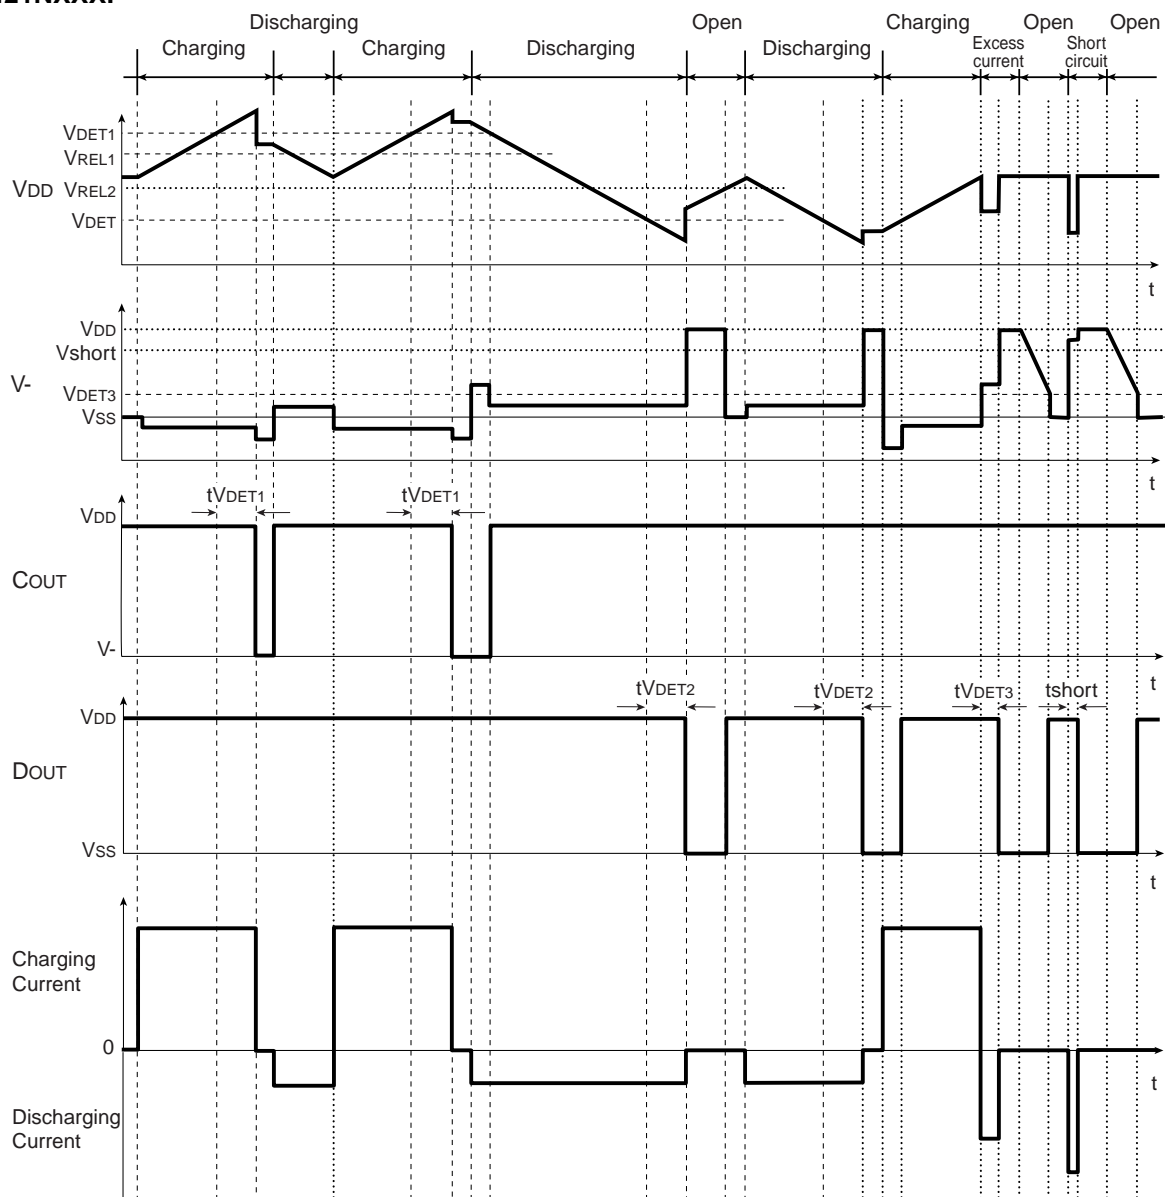 Discharging Open Charging Open Open
Charging Charging Discharging Discharging Excess current Short circuit
VDET1
VREL1
VDD VREL2
VDET
t
VDD
Vshort
V-
VDET3
VSS
t
tVDET1 tVDET1
VDD
COUT
V-
t
tVDET2 tVDET2 tVDET3 tshort
VDD
DOUT
VSS
t
Charging
Current
0
t
Discharging
Current